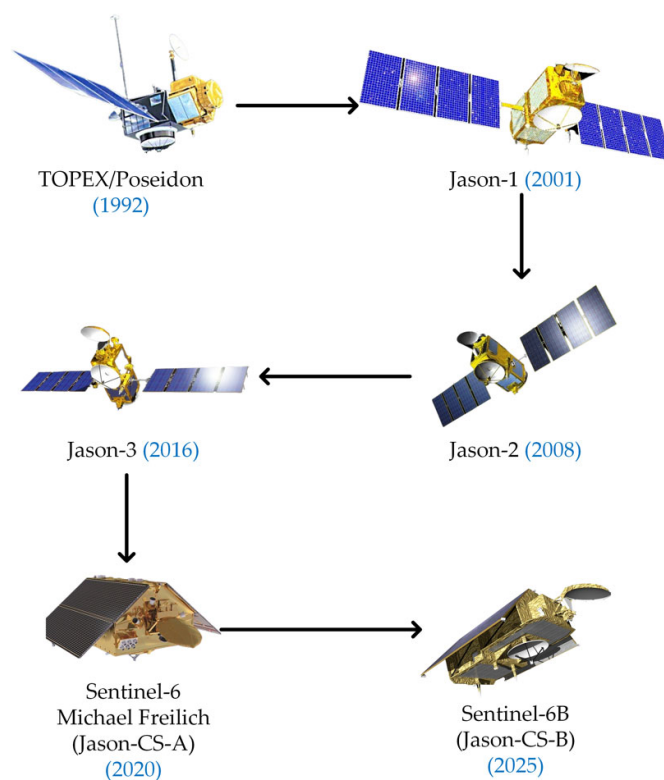 TOPEX/Poseidon
(1992)
Jason-1 (2001)
Jason-3 (2016)
Jason-2 (2008)
Sentinel-6
Michael Freilich
(Jason-CS-A)
(2020)
Sentinel-6B
(Jason-CS-B)
(2025)